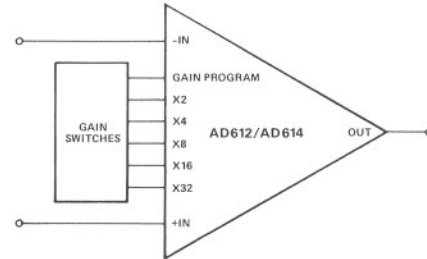 -IN
GAIN PROGRAM
X2
X4
GAIN
SWITCHES
X8
X16
X32
+IN
AD612/AD614
OUT